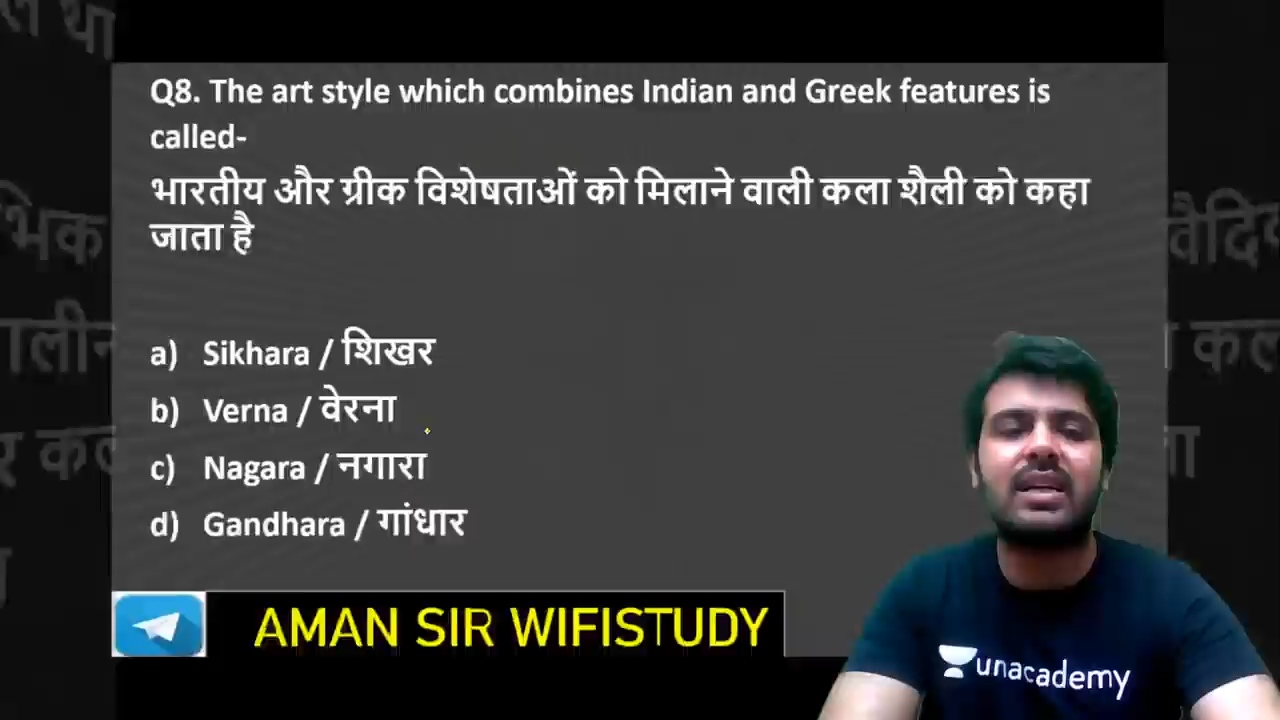 Q8. The art style which combines Indian and Greek features is
called-
भारतीय और ग्रीक विशेषताओं को मिलाने वाली कला शैली को कहा
जाता है
a) Sikhara / शिखर
b) Verna / वेरना
c) Nagara / नगारा
d) Gandhara / गांधार
AMAN SIR WIFISTUDY
unacademy